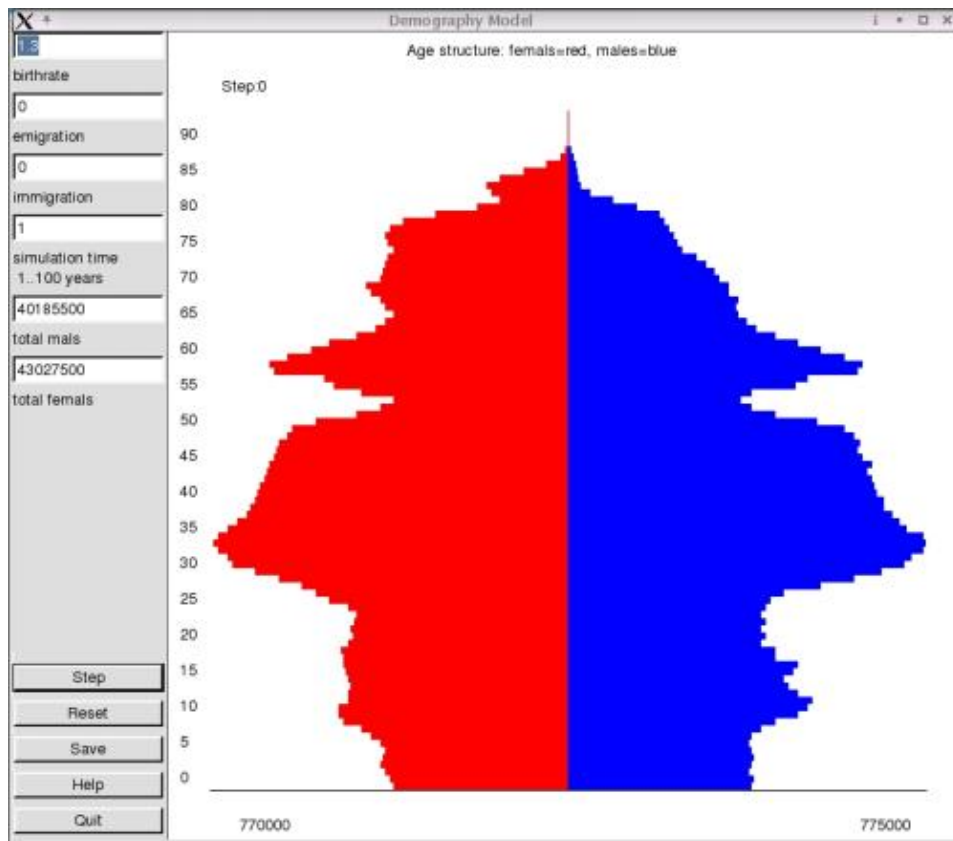 Demography Model
1.3
birthrate
0
emigration
0
immigration
1
simulation time
1..100 years
40185500
total mals
43027500
total femals
Step
Reset
Save
Help
Quit
Age structure: femals=red, males=blue
Step:0
90
85
80
75
70
65
60
55
50
45
40
35
30
25
20
15
10
5
0
770000
775000